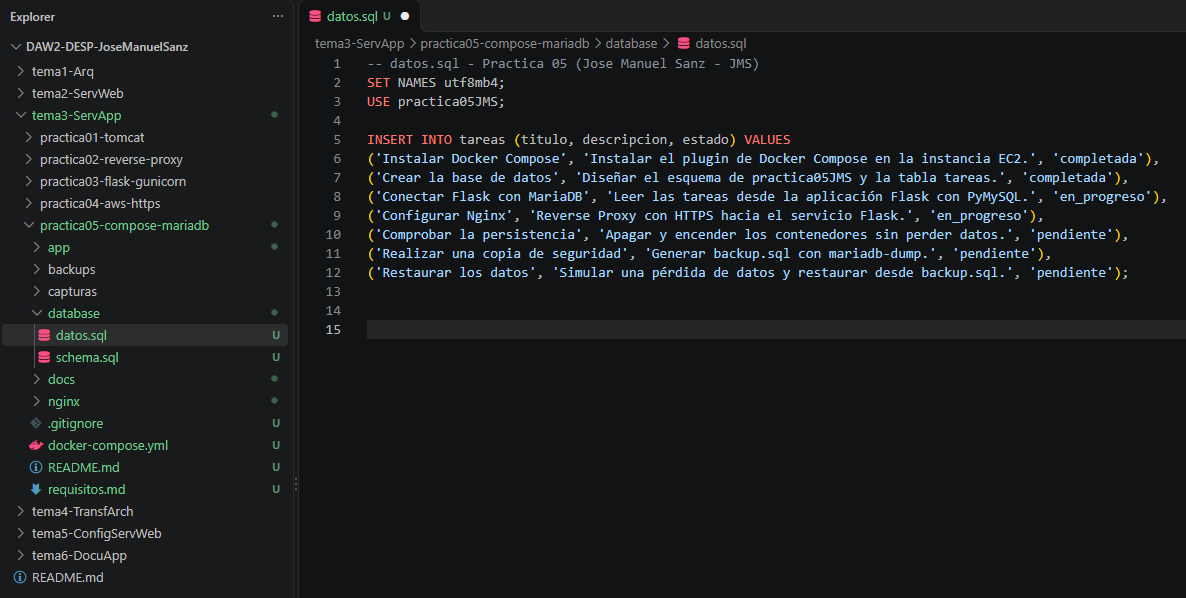 Explorer
···
datos.sql U
DAW2-DESP-JoseManuelSanz
tema1-Arq
tema2-ServWeb
tema3-ServApp
practica01-tomcat
practica02-reverse-proxy
practica03-flask-gunicorn
practica04-aws-https
practica05-compose-mariadb
app
backups
capturas
database
datos.sql U
schema.sql U
docs
nginx
.gitignore U
docker-compose.yml U
README.md U
requisitos.md U
tema4-TransfArch
tema5-ConfigServWeb
tema6-DocuApp
README.md
tema3-ServApp > practica05-compose-mariadb > database > datos.sql
1 -- datos.sql - Practica 05 (Jose Manuel Sanz - JMS)
2 SET NAMES utf8mb4;
3 USE practica05JMS;
4
5 INSERT INTO tareas (titulo, descripcion, estado) VALUES
6 ('Instalar Docker Compose', 'Instalar el plugin de Docker Compose en la instancia EC2.', 'completada'),
7 ('Crear la base de datos', 'Diseñar el esquema de practica05JMS y la tabla tareas.', 'completada'),
8 ('Conectar Flask con MariaDB', 'Leer las tareas desde la aplicación Flask con PyMySQL.', 'en_progreso'),
9 ('Configurar Nginx', 'Reverse Proxy con HTTPS hacia el servicio Flask.', 'en_progreso'),
10 ('Comprobar la persistencia', 'Apagar y encender los contenedores sin perder datos.', 'pendiente'),
11 ('Realizar una copia de seguridad', 'Generar backup.sql con mariadb-dump.', 'pendiente'),
12 ('Restaurar los datos', 'Simular una pérdida de datos y restaurar desde backup.sql.', 'pendiente');
13
14
15